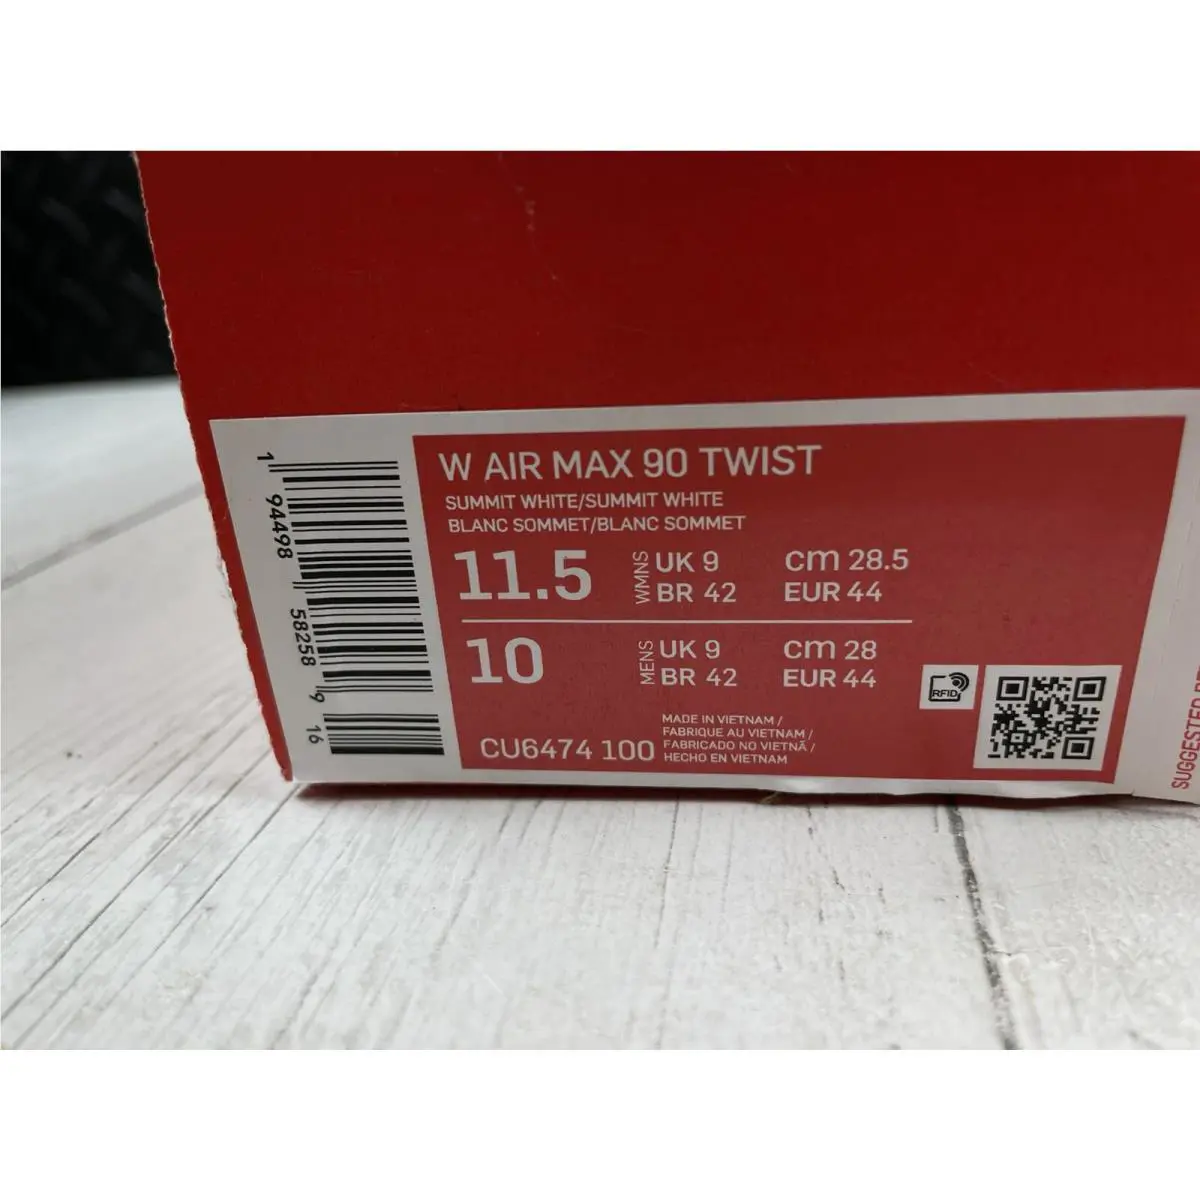 W AIR MAX 90 TWIST
SUMMIT WHITE/SUMMIT WHITE
BLANC SOMMET/BLANC SOMMET
11.5 WMNS UK 9 cm 28.5
BR 42 EUR 44
10 MENS UK 9 cm 28
BR 42 EUR 44
CU6474 100
MADE IN VIETNAM /
FABRIQUE AU VIETNAM /
FABRICADO NO VIETNÃ /
HECHO EN VIETNAM
RFID
1 94498 58258 9 16
SUGGESTED